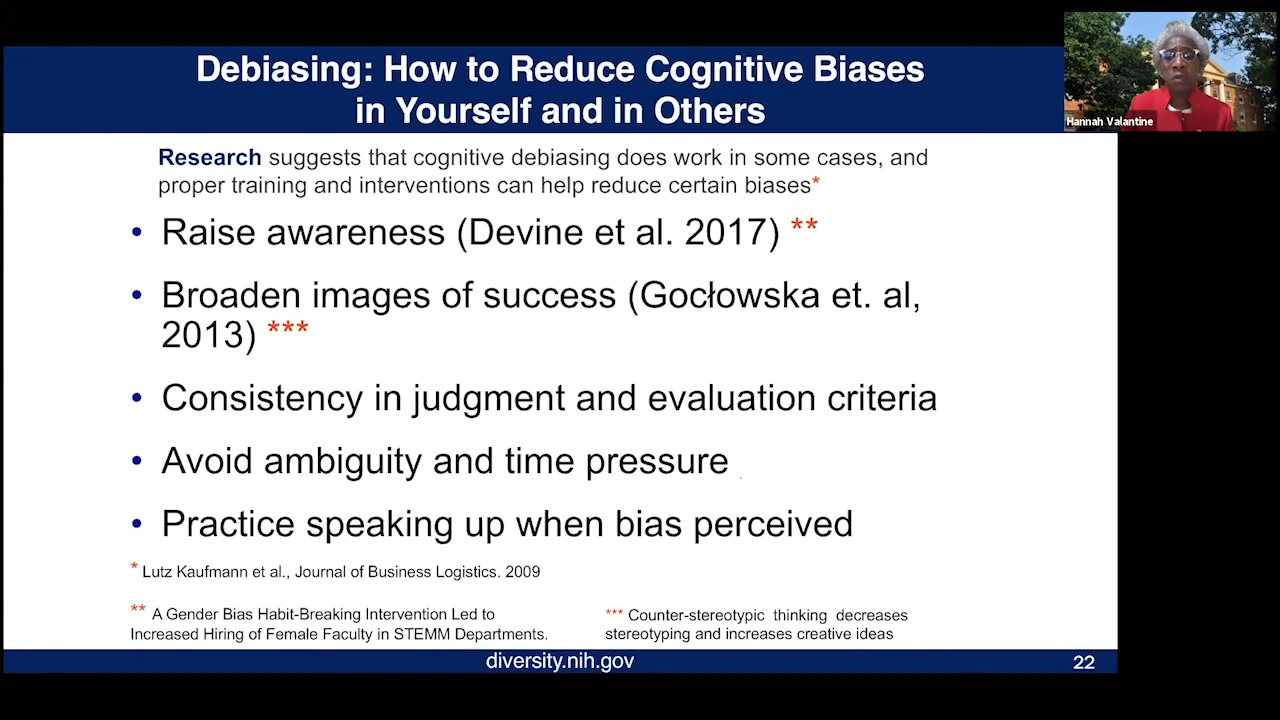 Debiasing: How to Reduce Cognitive Biases
in Yourself and in Others
Hannah Valantine
Research suggests that cognitive debiasing does work in some cases, and
proper training and interventions can help reduce certain biases*
• Raise awareness (Devine et al. 2017) **
• Broaden images of success (Gocłowska et. al,
2013) ***
• Consistency in judgment and evaluation criteria
• Avoid ambiguity and time pressure
• Practice speaking up when bias perceived
* Lutz Kaufmann et al., Journal of Business Logistics. 2009
** A Gender Bias Habit-Breaking Intervention Led to
Increased Hiring of Female Faculty in STEMM Departments.
*** Counter-stereotypic thinking decreases
stereotyping and increases creative ideas
diversity.nih.gov
22